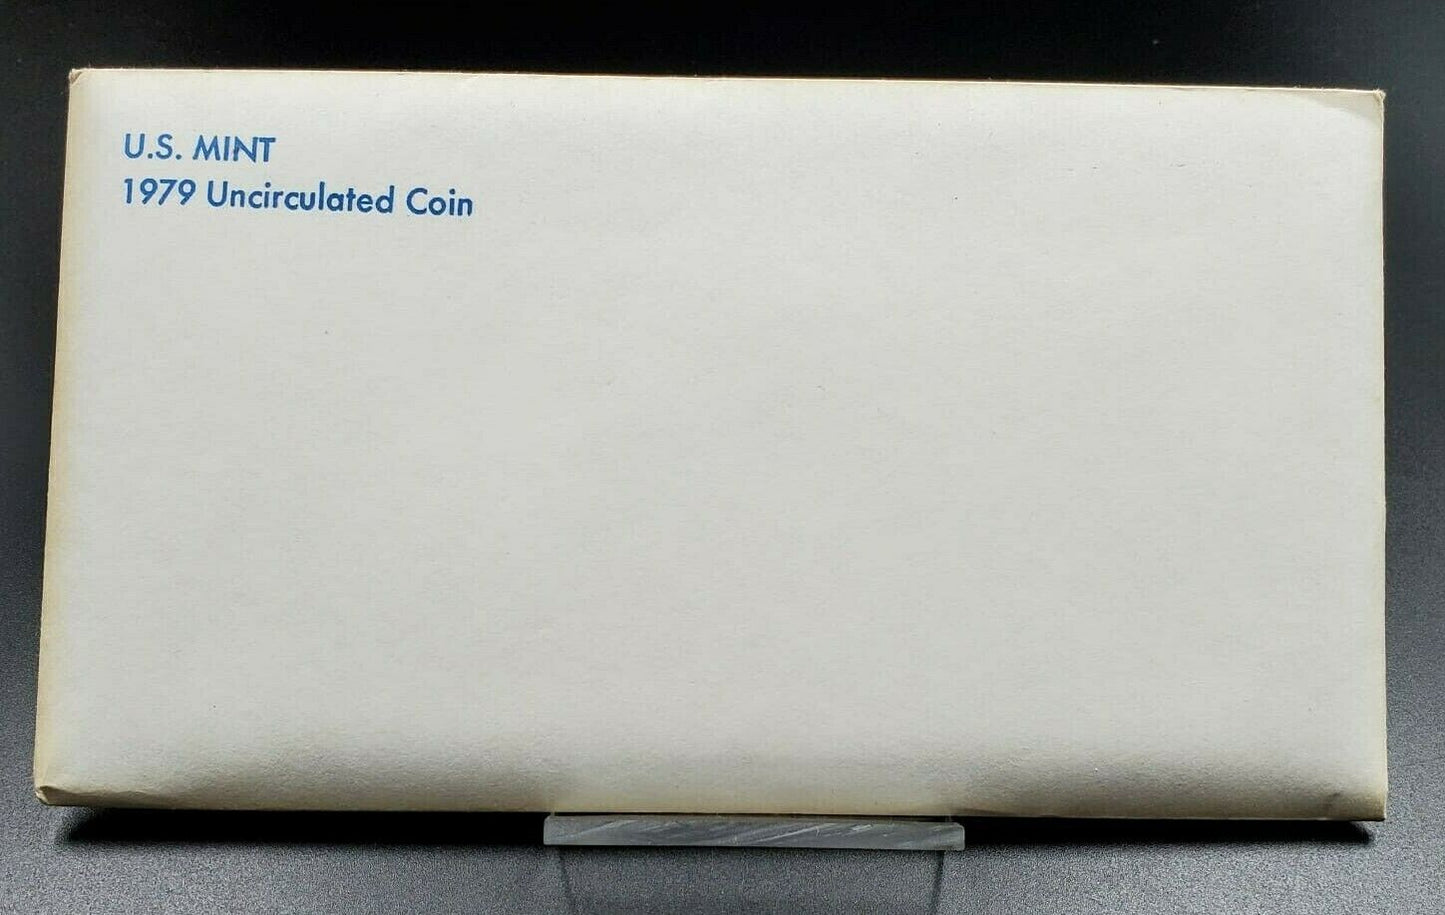 U.S. MINT
1979 Uncirculated Coin